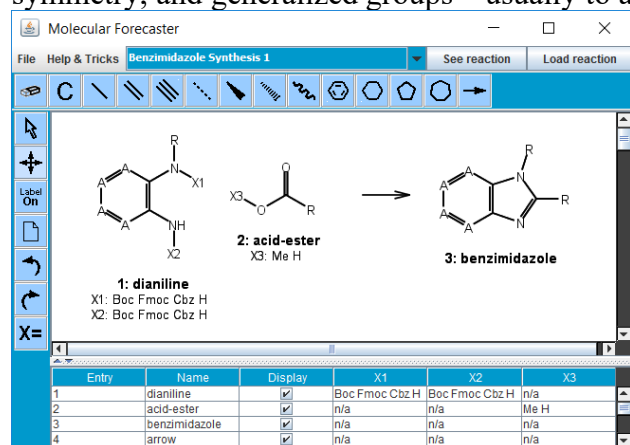 symmetry, and generalized groups – usually to a
Molecular Forecaster
File Help & Tricks Benzimidazole Synthesis 1 See reaction Load reaction
C
Label On
X=
R
A A N X1
A A NH
X2
1: dianiline
X1: Boc Fmoc Cbz H
X2: Boc Fmoc Cbz H
O
X3 O R
2: acid-ester
X3: Me H
R
A A N R
A A N
3: benzimidazole
Entry Name Display X1 X2 X3
1 dianiline Boc Fmoc Cbz H Boc Fmoc Cbz H n/a
2 acid-ester n/a n/a Me H
3 benzimidazole n/a n/a n/a
4 arrow n/a n/a n/a